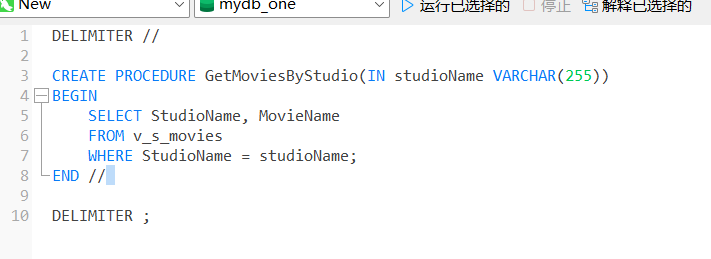 New mydb_one 运行已选择的 停止 解释已选择的
1 DELIMITER //
2
3 CREATE PROCEDURE GetMoviesByStudio(IN studioName VARCHAR(255))
4 BEGIN
5 SELECT StudioName, MovieName
6 FROM v_s_movies
7 WHERE StudioName = studioName;
8 END //
9
10 DELIMITER ;